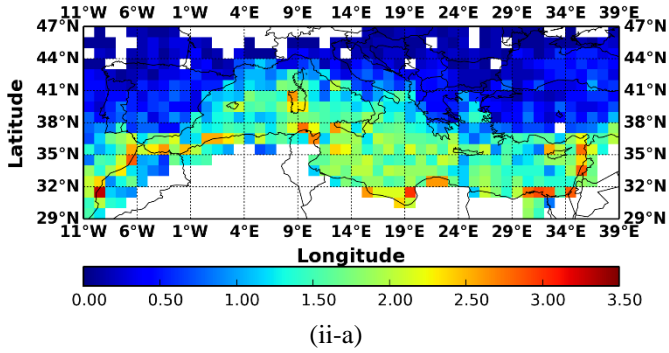 11°W 6°W 1°W 4°E 9°E 14°E 19°E 24°E 29°E 34°E 39°E
47°N 47°N
44°N 44°N
41°N 41°N
38°N 38°N
35°N 35°N
32°N 32°N
29°N 29°N
11°W 6°W 1°W 4°E 9°E 14°E 19°E 24°E 29°E 34°E 39°E
Latitude
Longitude
0.00 0.50 1.00 1.50 2.00 2.50 3.00 3.50
(ii-a)